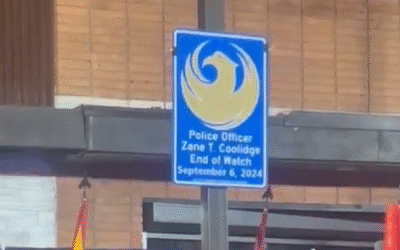 Police Officer
Zane T. Coolidge
End of Watch
September 6, 2024